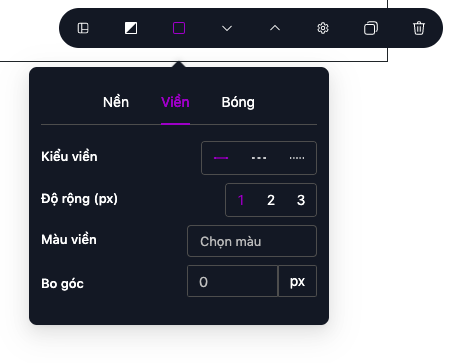 Nền Viền Bóng
Kiểu viền
Độ rộng (px) 1 2 3
Màu viền Chọn màu
Bo góc 0 px